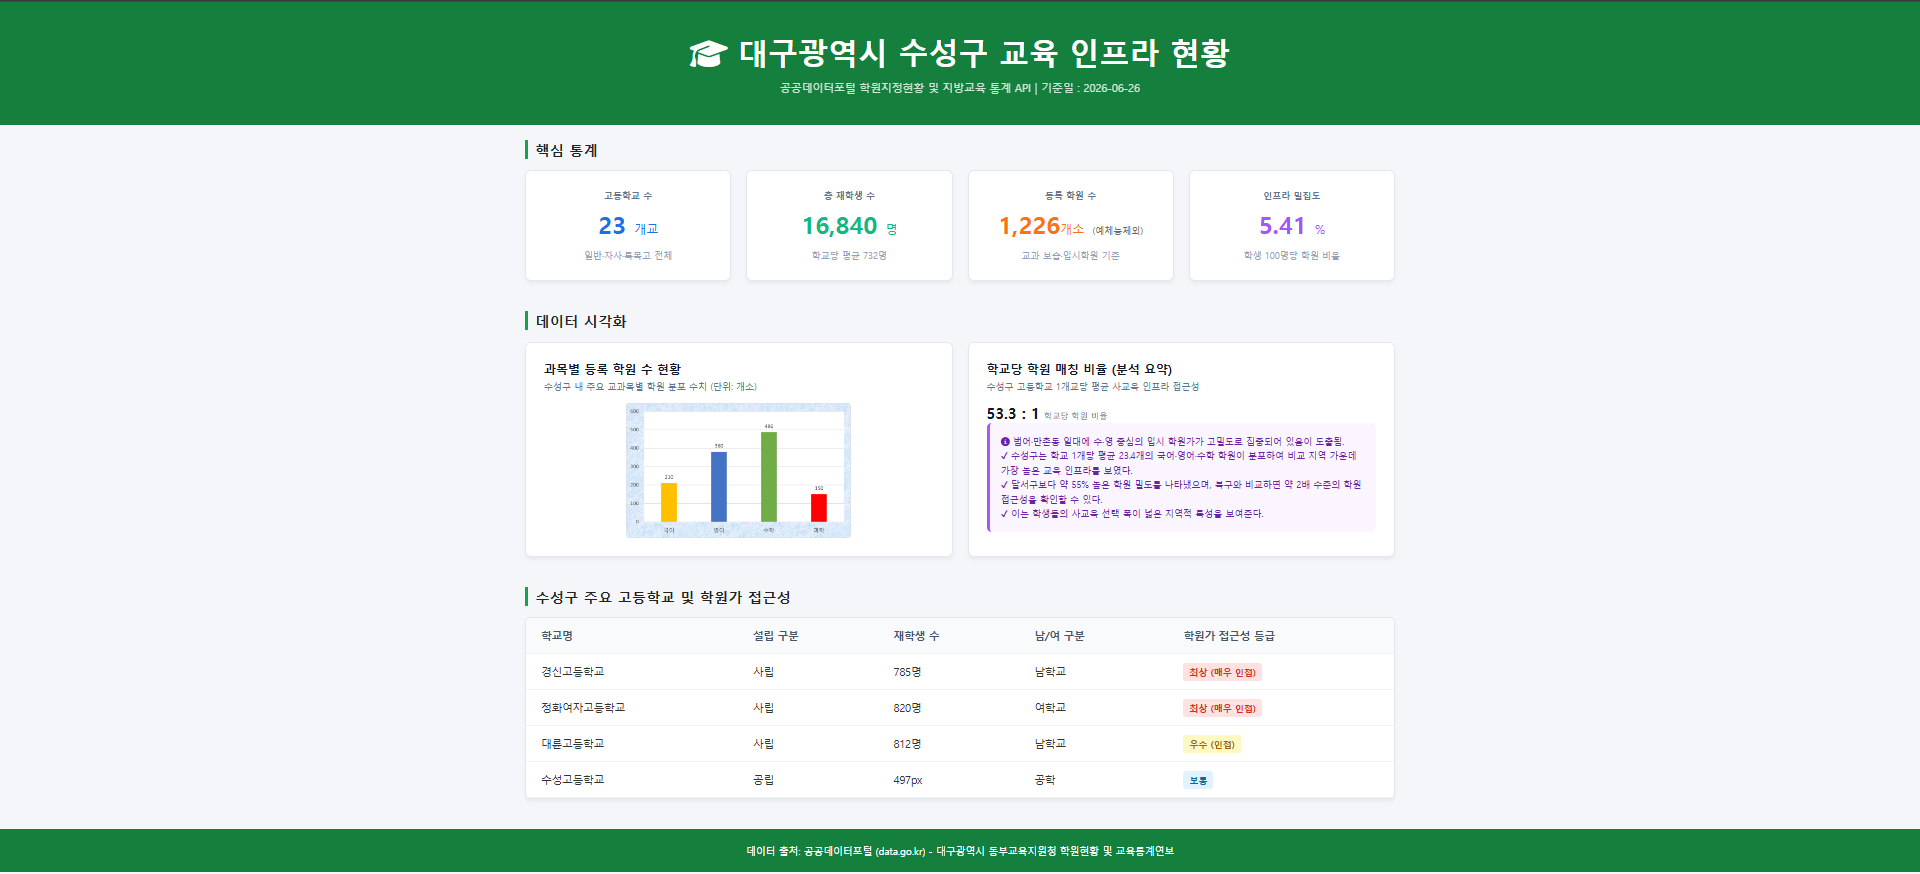 대구광역시 수성구 교육 인프라 현황
공공데이터포털 학원지정현황 및 지방교육 통계 API | 기준일 : 2026-06-26
핵심 통계
고등학교 수
23 개교
일반·자사·특목고 전체
총 재학생 수
16,840 명
학교당 평균 732명
등록 학원 수
1,226개소 (예체능제외)
교과 보습·입시학원 기준
인프라 밀집도
5.41 %
학생 100명당 학원 비율
데이터 시각화
과목별 등록 학원 수 현황
수성구 내 주요 교과목별 학원 분포 수치 (단위: 개소)
600
500
400
300
200
100
0
210
380
486
150
국어
영어
수학
과학
학교당 학원 매칭 비율 (분석 요약)
수성구 고등학교 1개교당 평균 사교육 인프라 접근성
53.3 : 1 학교당 학원 비율
범어·만촌동 일대에 수·영 중심의 입시 학원가가 고밀도로 집중되어 있음이 도출됨.
✓ 수성구는 학교 1개당 평균 23.4개의 국어·영어·수학 학원이 분포하여 비교 지역 가운데
가장 높은 교육 인프라를 보였다.
✓ 달서구보다 약 55% 높은 학원 밀도를 나타냈으며, 북구와 비교하면 약 2배 수준의 학원
접근성을 확인할 수 있다.
✓ 이는 학생들의 사교육 선택 폭이 넓은 지역적 특성을 보여준다.
수성구 주요 고등학교 및 학원가 접근성
학교명 설립 구분 재학생 수 남/여 구분 학원가 접근성 등급
경신고등학교 사립 785명 남학교 최상 (매우 인접)
정화여자고등학교 사립 820명 여학교 최상 (매우 인접)
대륜고등학교 사립 812명 남학교 우수 (인접)
수성고등학교 공립 497px 공학 보통
데이터 출처: 공공데이터포털 (data.go.kr) - 대구광역시 동부교육지원청 학원현황 및 교육통계연보